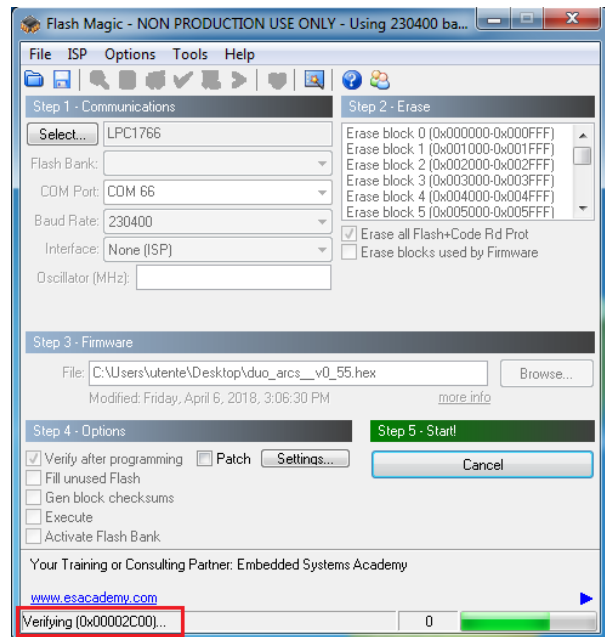 Flash Magic - NON PRODUCTION USE ONLY - Using 230400 ba...
File ISP Options Tools Help
Step 1 - Communications
Select... LPC1766
Flash Bank:
COM Port: COM 66
Baud Rate: 230400
Interface: None (ISP)
Oscillator (MHz):
Step 2 - Erase
Erase block 0 (0x000000-0x000FFF)
Erase block 1 (0x001000-0x001FFF)
Erase block 2 (0x002000-0x002FFF)
Erase block 3 (0x003000-0x003FFF)
Erase block 4 (0x004000-0x004FFF)
Erase block 5 (0x005000-0x005FFF)
Erase all Flash+Code Rd Prot
Erase blocks used by Firmware
Step 3 - Firmware
File: C:\Users\utente\Desktop\duo_arcs__v0_55.hex Browse...
Modified: Friday, April 6, 2018, 3:06:30 PM more info
Step 4 - Options
Verify after programming Patch Settings...
Fill unused Flash
Gen block checksums
Execute
Activate Flash Bank
Step 5 - Start!
Cancel
Your Training or Consulting Partner: Embedded Systems Academy
www.esacademy.com
Verifying (0x00002C00)... 0